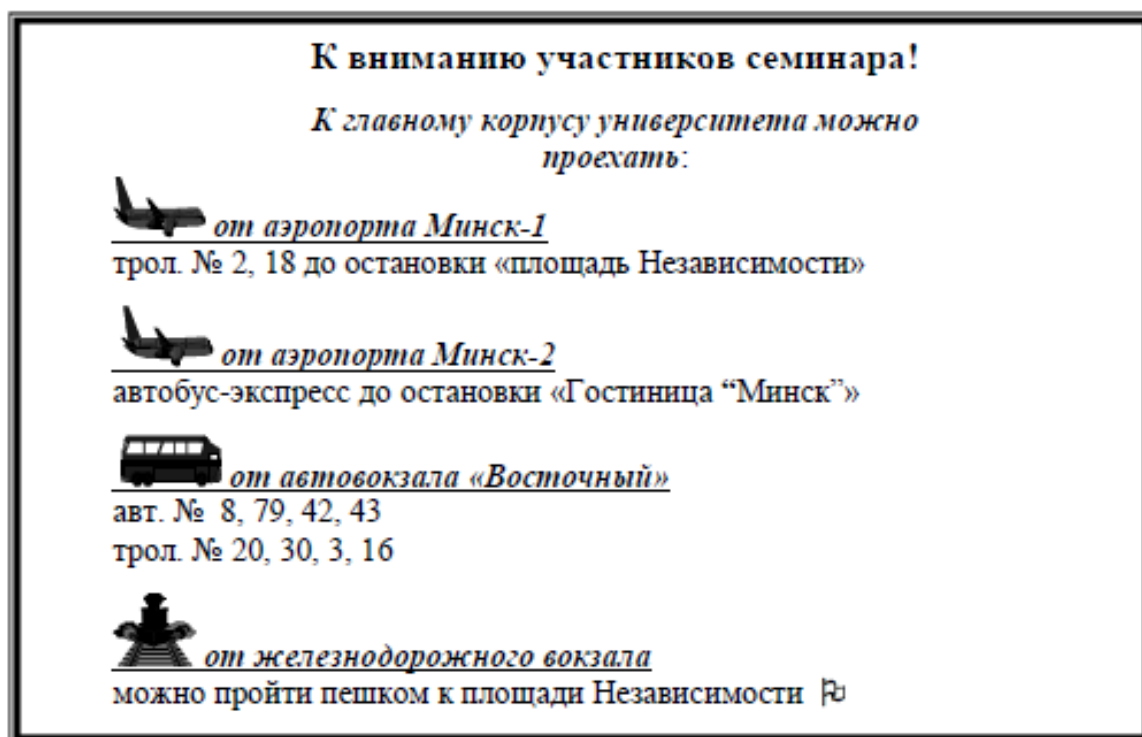 К вниманию участников семинара!
К главному корпусу университета можно
проехать:
от аэропорта Минск-1
трол. № 2, 18 до остановки «площадь Независимости»
от аэропорта Минск-2
автобус-экспресс до остановки «Гостиница “Минск”»
от автовокзала «Восточный»
авт. № 8, 79, 42, 43
трол. № 20, 30, 3, 16
от железнодорожного вокзала
можно пройти пешком к площади Независимости